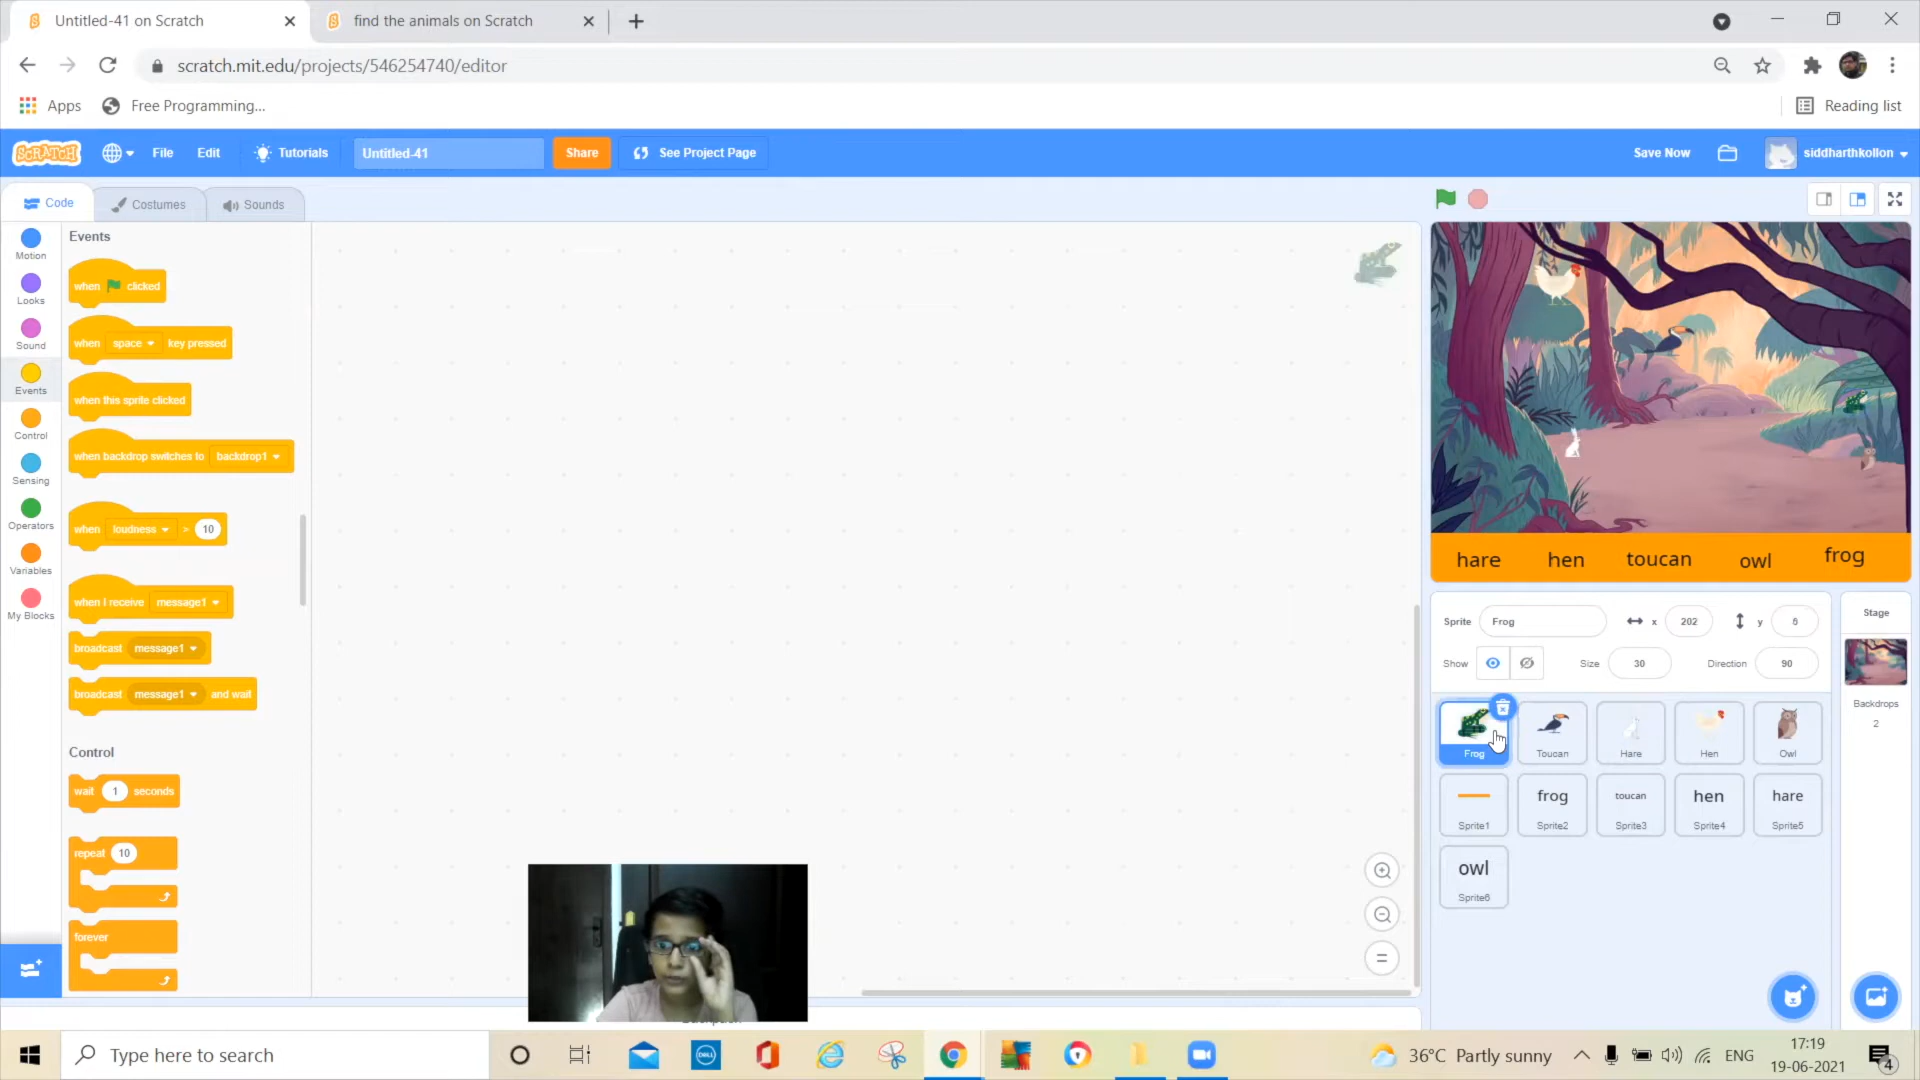 Untitled-41 on Scratch
find the animals on Scratch
scratch.mit.edu/projects/546254740/editor
Apps
Free Programming...
Reading list
SCRATCH
File
Edit
Tutorials
Untitled-41
Share
See Project Page
Save Now
siddharthkollon
Code
Costumes
Sounds
Motion
Looks
Sound
Events
Control
Sensing
Operators
Variables
My Blocks
Events
when clicked
when space key pressed
when this sprite clicked
when backdrop switches to backdrop1
when loudness > 10
when I receive message1
broadcast message1
broadcast message1 and wait
Control
wait 1 seconds
repeat 10
forever
hare hen toucan owl frog
Sprite Frog x 202 y 6
Show Size 30 Direction 90
Stage
Backdrops
2
Frog
Toucan
Hare
Hen
Owl
Sprite1
frog
Sprite2
toucan
Sprite3
hen
Sprite4
hare
Sprite5
owl
Sprite6
Type here to search
DELL
36°C Partly sunny
ENG
17:19
19-06-2021
4